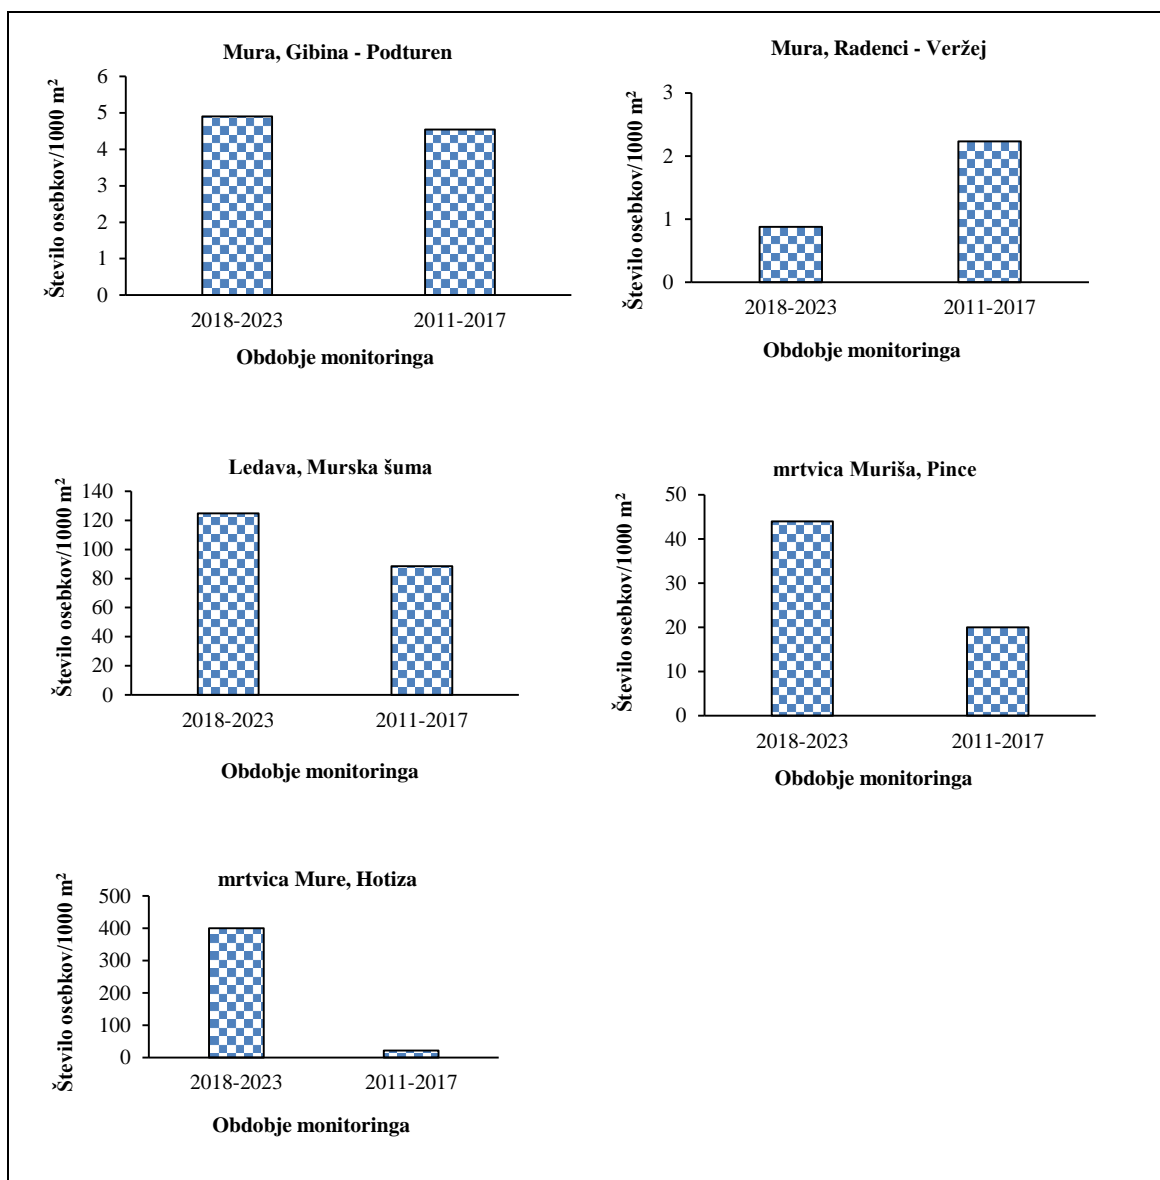 Mura, Gibina - Podturen
Število osebkov/1000 m²
6
5
4
3
2
1
0
2018-2023 2011-2017
Obdobje monitoringa
Mura, Radenci - Veržej
Število osebkov/1000 m²
3
2
1
0
2018-2023 2011-2017
Obdobje monitoringa
Ledava, Murska šuma
Število osebkov/1000 m²
140
120
100
80
60
40
20
0
2018-2023 2011-2017
Obdobje monitoringa
mrtvica Muriša, Pince
Število osebkov/1000 m²
50
40
30
20
10
0
2018-2023 2011-2017
Obdobje monitoringa
mrtvica Mure, Hotiza
Število osebkov/1000 m²
500
400
300
200
100
0
2018-2023 2011-2017
Obdobje monitoringa